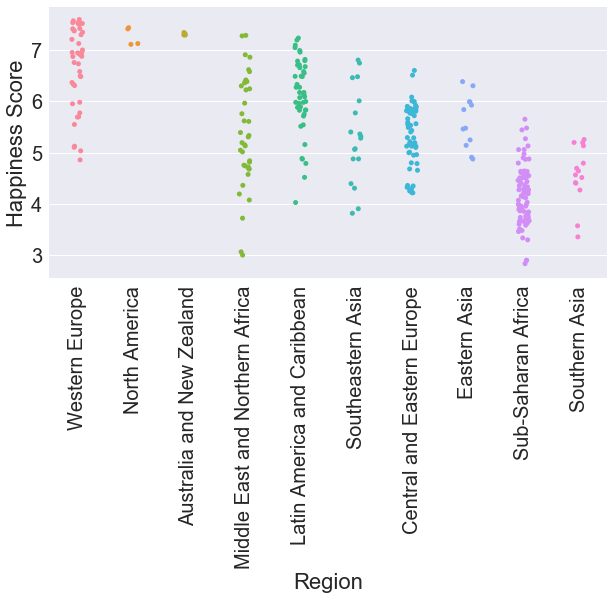 Happiness Score
7
6
5
4
3
Western Europe
North America
Australia and New Zealand
Middle East and Northern Africa
Latin America and Caribbean
Southeastern Asia
Central and Eastern Europe
Eastern Asia
Sub-Saharan Africa
Southern Asia
Region